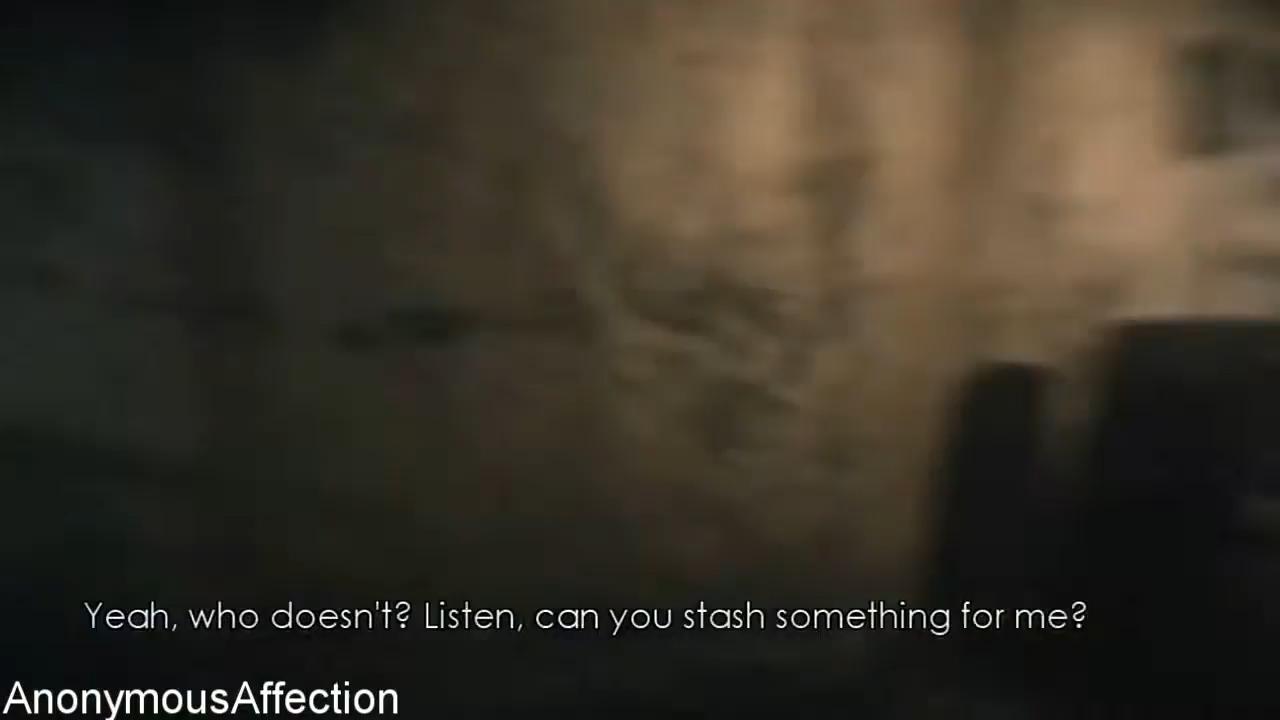 Yeah, who doesn't? Listen, can you stash something for me?
AnonymousAffection